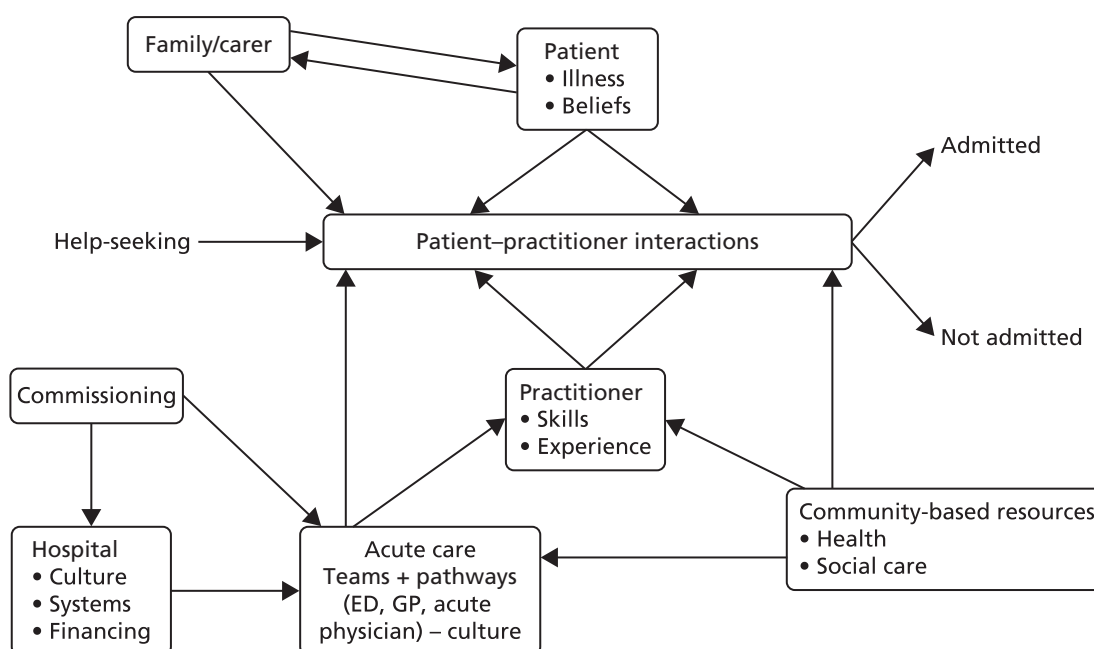 Family/carer
Patient
• Illness
• Beliefs
Admitted
Help-seeking
Patient–practitioner interactions
Not admitted
Commissioning
Practitioner
• Skills
• Experience
Community-based resources
• Health
• Social care
Hospital
• Culture
• Systems
• Financing
Acute care
Teams + pathways
(ED, GP, acute
physician) – culture